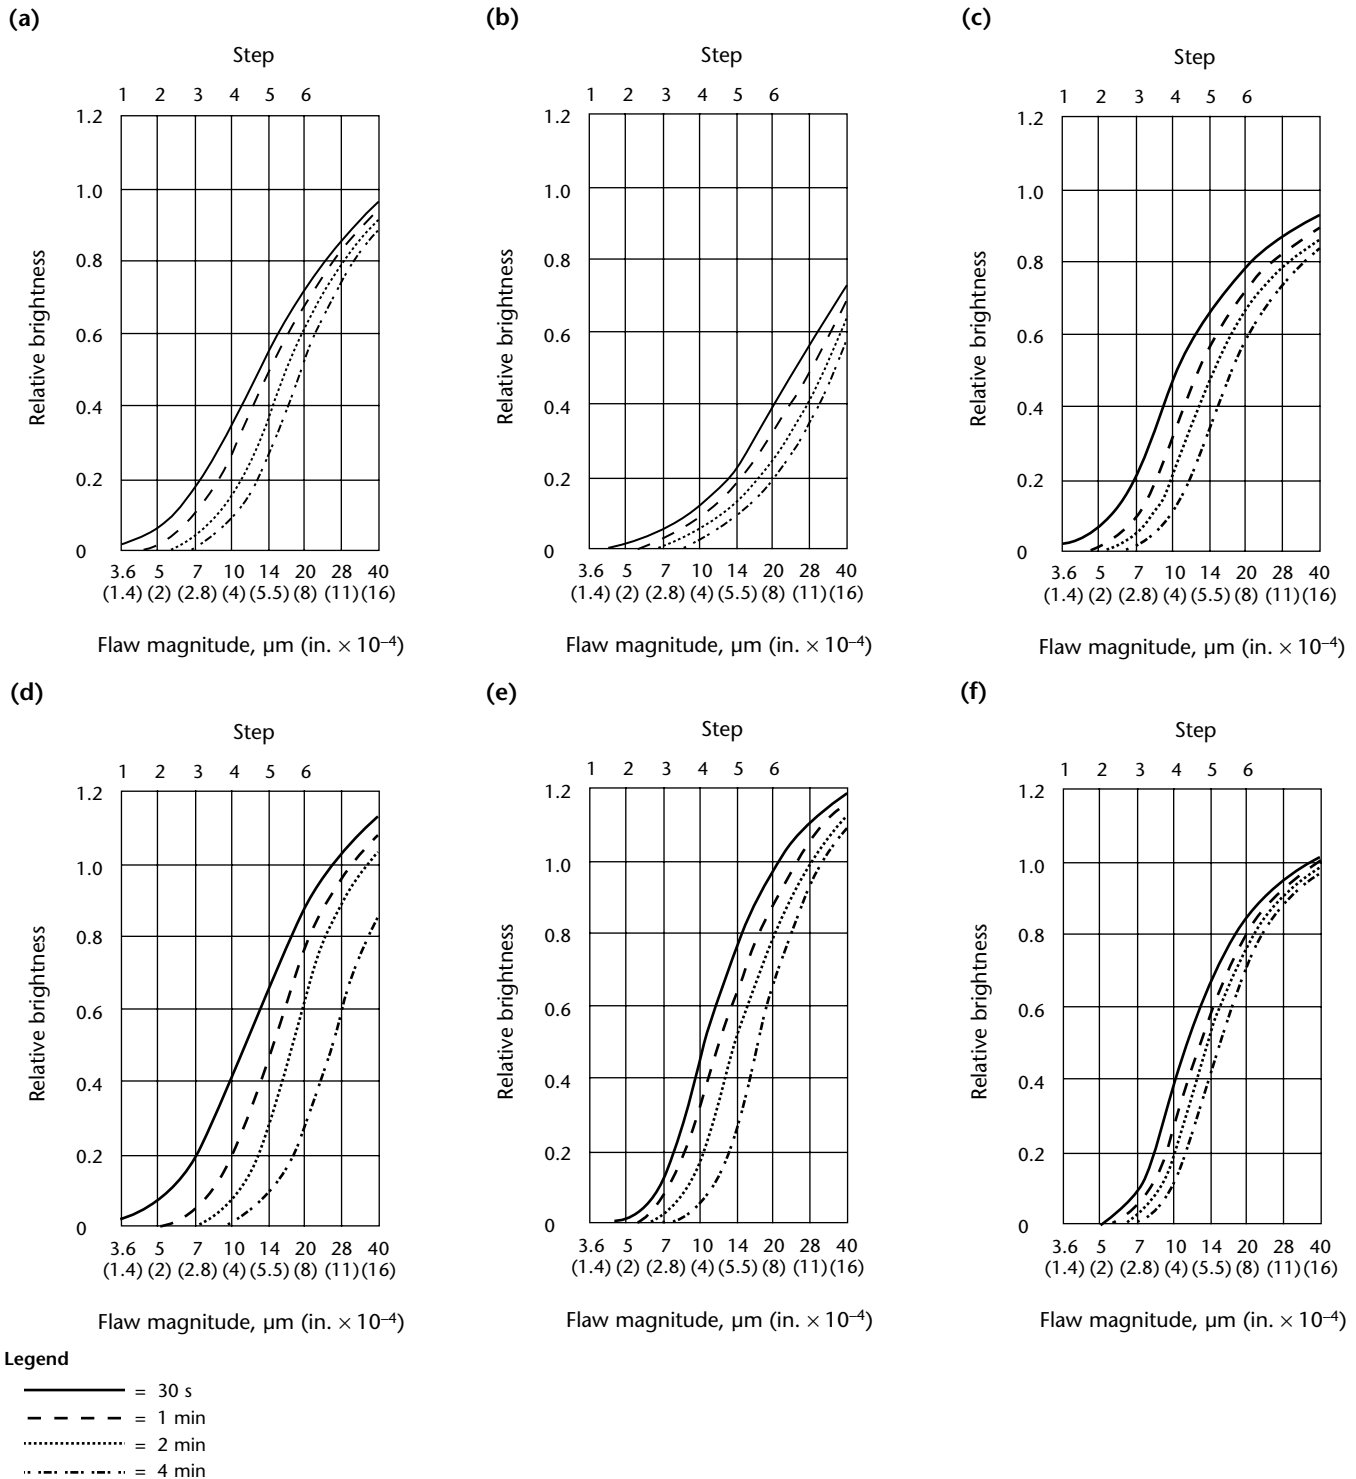 (a)
Step
1 2 3 4 5 6
1.2
1.0
0.8
0.6
0.4
0.2
0
Relative brightness
3.6 5 7 10 14 20 28 40
(1.4) (2) (2.8) (4) (5.5) (8) (11) (16)
Flaw magnitude, µm (in. × 10–4)
(b)
Step
1 2 3 4 5 6
1.2
1.0
0.8
0.6
0.4
0.2
0
Relative brightness
3.6 5 7 10 14 20 28 40
(1.4) (2) (2.8) (4) (5.5) (8) (11) (16)
Flaw magnitude, µm (in. × 10–4)
(c)
Step
1 2 3 4 5 6
1.2
1.0
0.8
0.6
0.4
0.2
0
Relative brightness
3.6 5 7 10 14 20 28 40
(1.4) (2) (2.8) (4) (5.5) (8) (11) (16)
Flaw magnitude, µm (in. × 10–4)
(d)
Step
1 2 3 4 5 6
1.2
1.0
0.8
0.6
0.4
0.2
0
Relative brightness
3.6 5 7 10 14 20 28 40
(1.4) (2) (2.8) (4) (5.5) (8) (11) (16)
Flaw magnitude, µm (in. × 10–4)
(e)
Step
1 2 3 4 5 6
1.2
1.0
0.8
0.6
0.4
0.2
0
Relative brightness
3.6 5 7 10 14 20 28 40
(1.4) (2) (2.8) (4) (5.5) (8) (11) (16)
Flaw magnitude, µm (in. × 10–4)
(f)
Step
1 2 3 4 5 6
1.2
1.0
0.8
0.6
0.4
0.2
0
Relative brightness
3.6 5 7 10 14 20 28 40
(1.4) (2) (2.8) (4) (5.5) (8) (11) (16)
Flaw magnitude, µm (in. × 10–4)
Legend
= 30 s
= 1 min
= 2 min
= 4 min